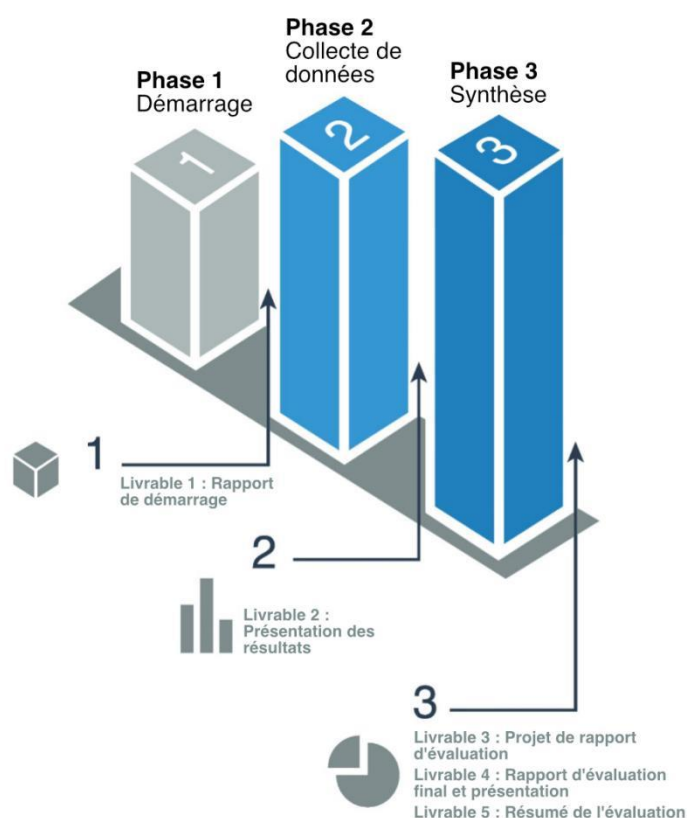 Phase 1
Démarrage
Phase 2
Collecte de
données
Phase 3
Synthèse
1
2
3
1
Livrable 1 : Rapport
de démarrage
2
Livrable 2 :
Présentation des
résultats
3
Livrable 3 : Projet de rapport
d'évaluation
Livrable 4 : Rapport d'évaluation
final et présentation
Livrable 5 : Résumé de l'évaluation